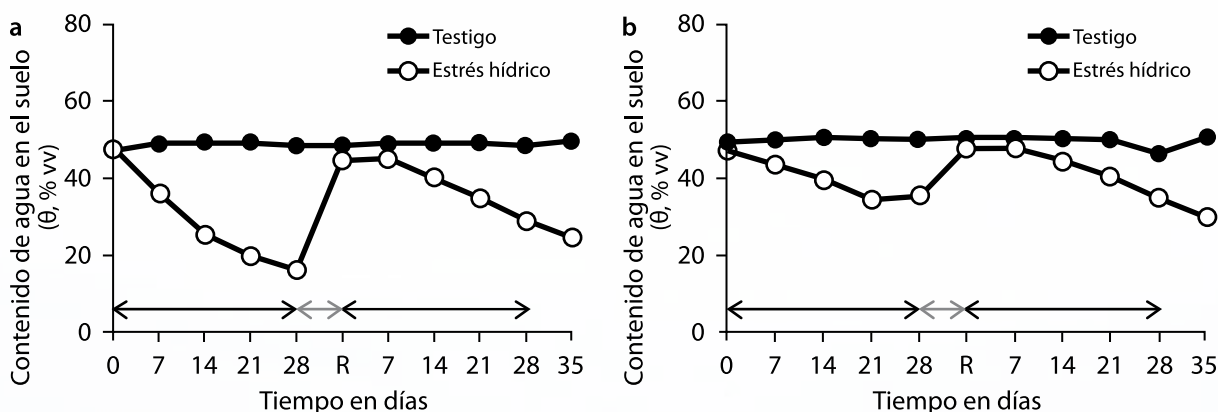 a
Contenido de agua en el suelo
(θ, % vv)
80
60
40
20
0
Testigo
Estrés hídrico
0 7 14 21 28 R 7 14 21 28 35
Tiempo en días
b
Contenido de agua en el suelo
(θ, % vv)
80
60
40
20
0
Testigo
Estrés hídrico
0 7 14 21 28 R 7 14 21 28 35
Tiempo en días